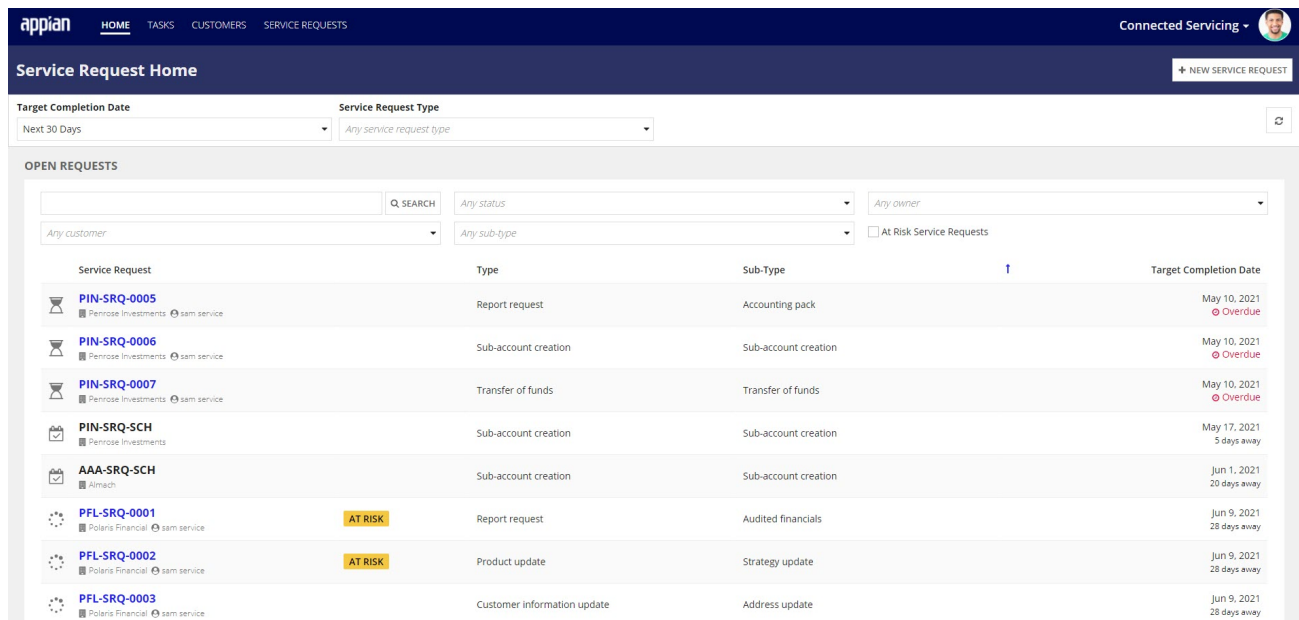 appian HOME TASKS CUSTOMERS SERVICE REQUESTS Connected Servicing
Service Request Home + NEW SERVICE REQUEST
Target Completion Date Service Request Type
Next 30 Days Any service request type
OPEN REQUESTS
SEARCH Any status Any owner
Any customer Any sub-type At Risk Service Requests
Service Request Type Sub-Type ↑ Target Completion Date
PIN-SRQ-0005 Report request Accounting pack May 10, 2021
Penrose Investments sam service Overdue
PIN-SRQ-0006 Sub-account creation Sub-account creation May 10, 2021
Penrose Investments sam service Overdue
PIN-SRQ-0007 Transfer of funds Transfer of funds May 10, 2021
Penrose Investments sam service Overdue
PIN-SRQ-SCH Sub-account creation Sub-account creation May 17, 2021
Penrose Investments 5 days away
AAA-SRQ-SCH Sub-account creation Sub-account creation Jun 1, 2021
Almach 20 days away
PFL-SRQ-0001 AT RISK Report request Audited financials Jun 9, 2021
Polaris Financial sam service 28 days away
PFL-SRQ-0002 AT RISK Product update Strategy update Jun 9, 2021
Polaris Financial sam service 28 days away
PFL-SRQ-0003 Customer information update Address update Jun 9, 2021
Polaris Financial sam service 28 days away